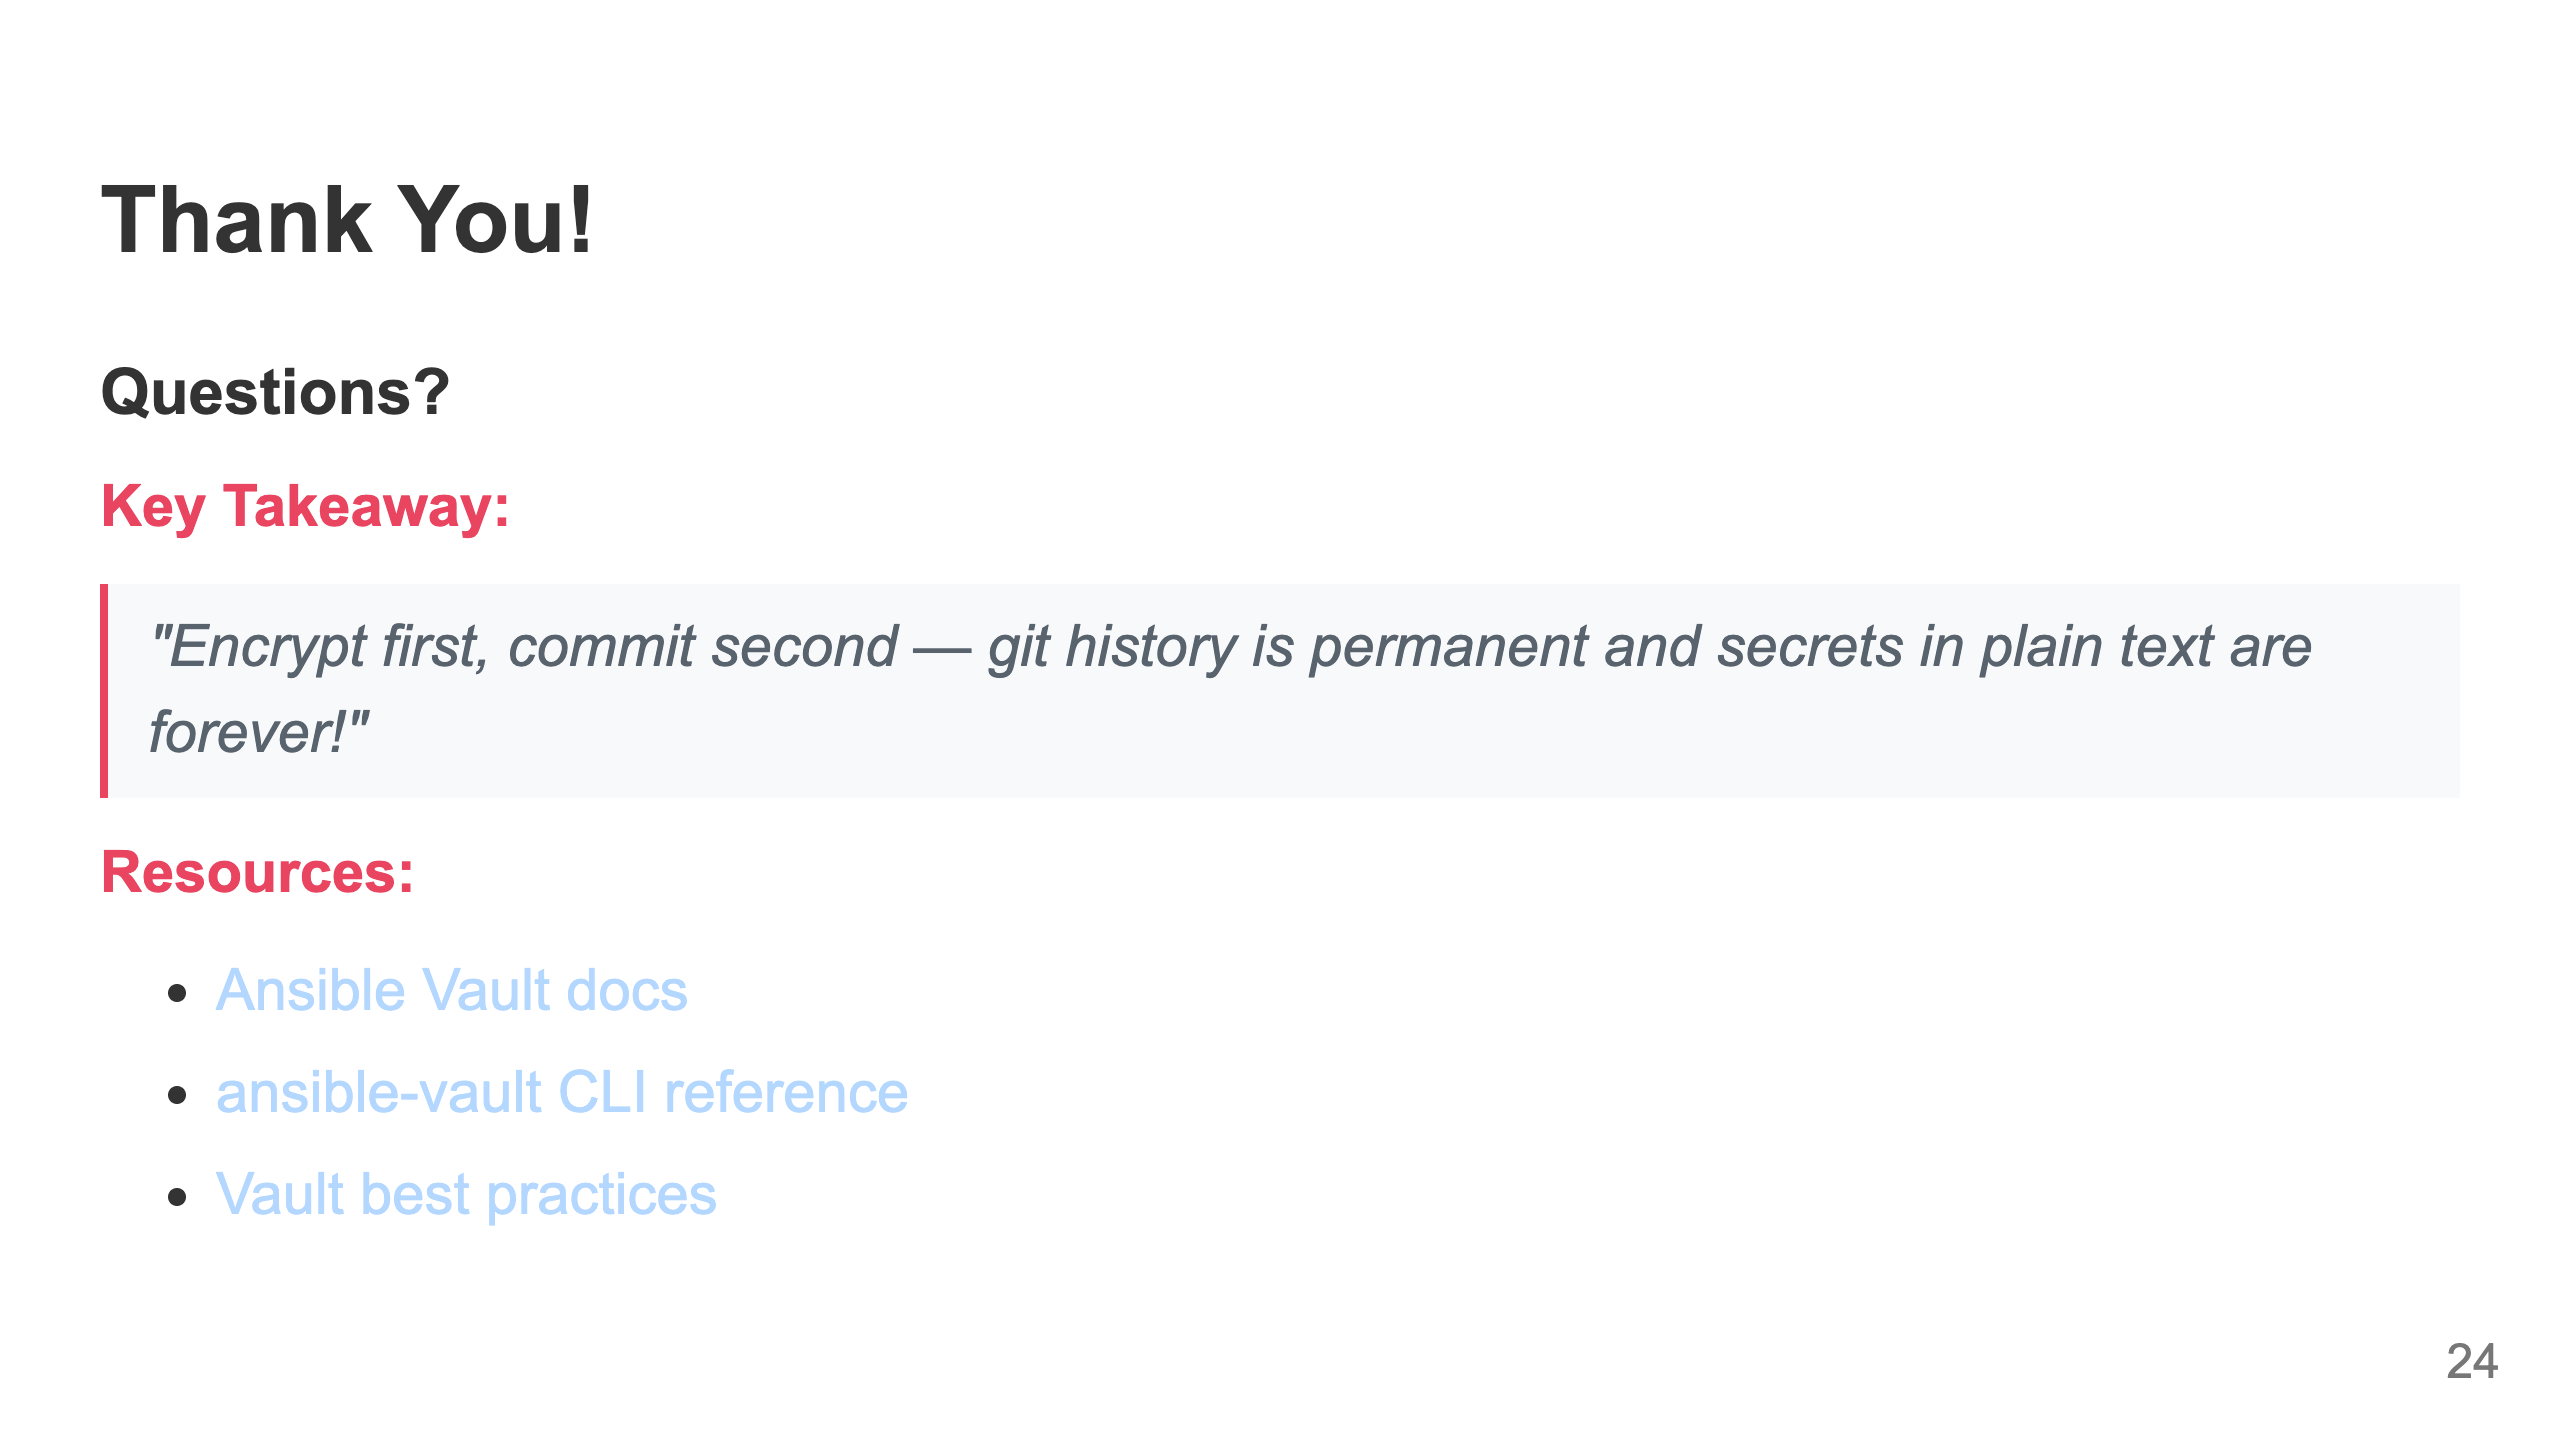 Thank You!
Questions?
Key Takeaway:
"Encrypt first, commit second — git history is permanent and secrets in plain text are
forever!"
Resources:
• Ansible Vault docs
• ansible-vault CLI reference
• Vault best practices
24